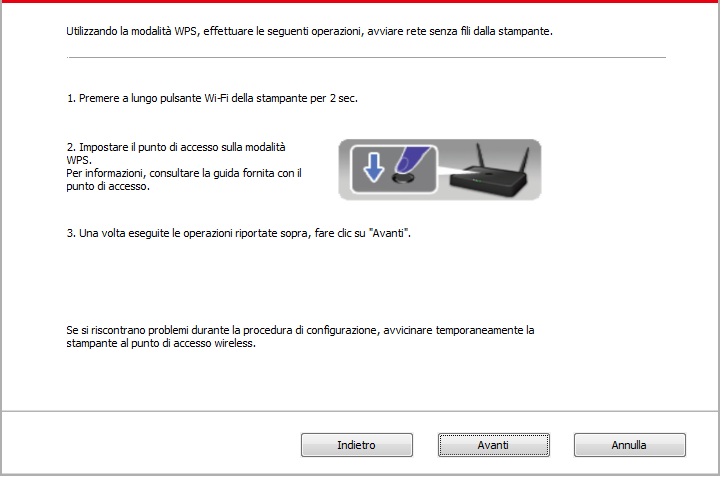 Utilizzando la modalità WPS, effettuare le seguenti operazioni, avviare rete senza fili dalla stampante.
1. Premere a lungo pulsante Wi-Fi della stampante per 2 sec.
2. Impostare il punto di accesso sulla modalità
WPS.
Per informazioni, consultare la guida fornita con il
punto di accesso.
3. Una volta eseguite le operazioni riportate sopra, fare clic su "Avanti".
Se si riscontrano problemi durante la procedura di configurazione, avvicinare temporaneamente la
stampante al punto di accesso wireless.
Indietro
Avanti
Annulla